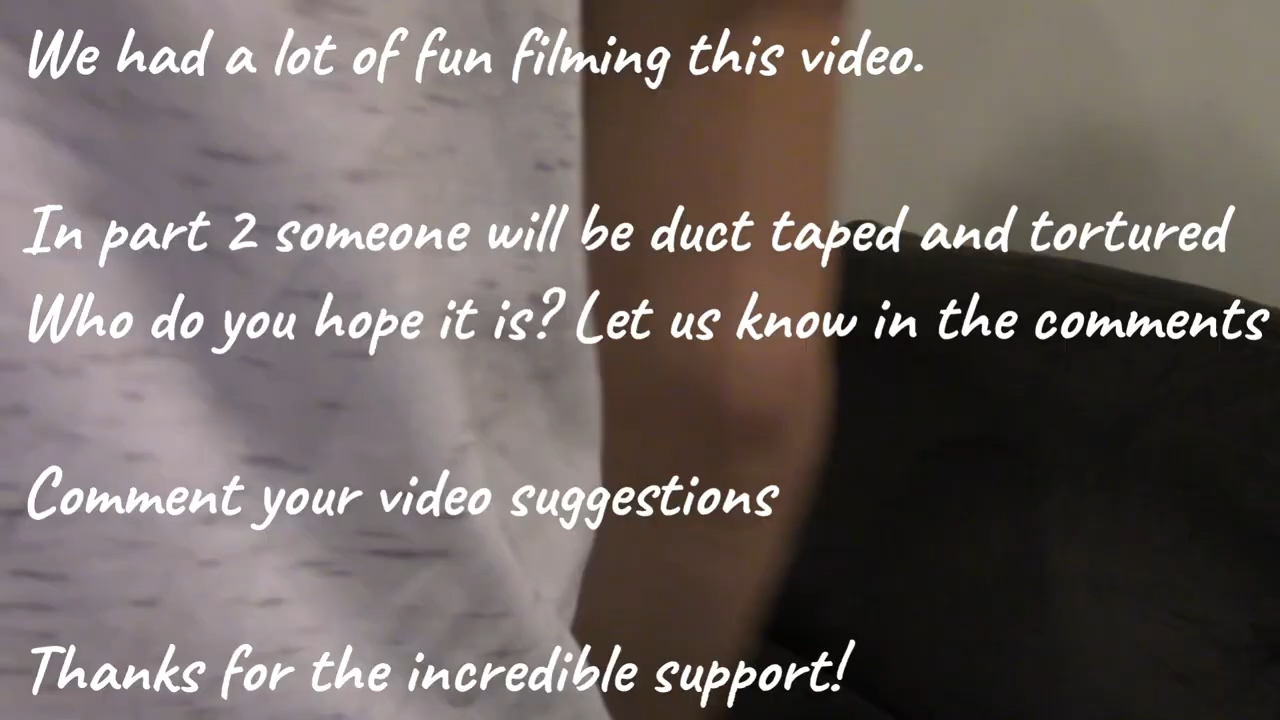 We had a lot of fun filming this video.
In part 2 someone will be duct taped and tortured
Who do you hope it is? Let us know in the comments
Comment your video suggestions
Thanks for the incredible support!